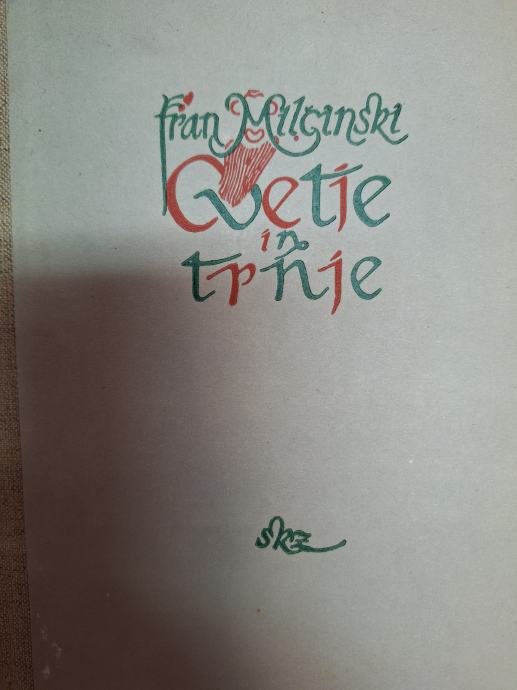 fran Milčinski
Cvetje
in
trnje
skz